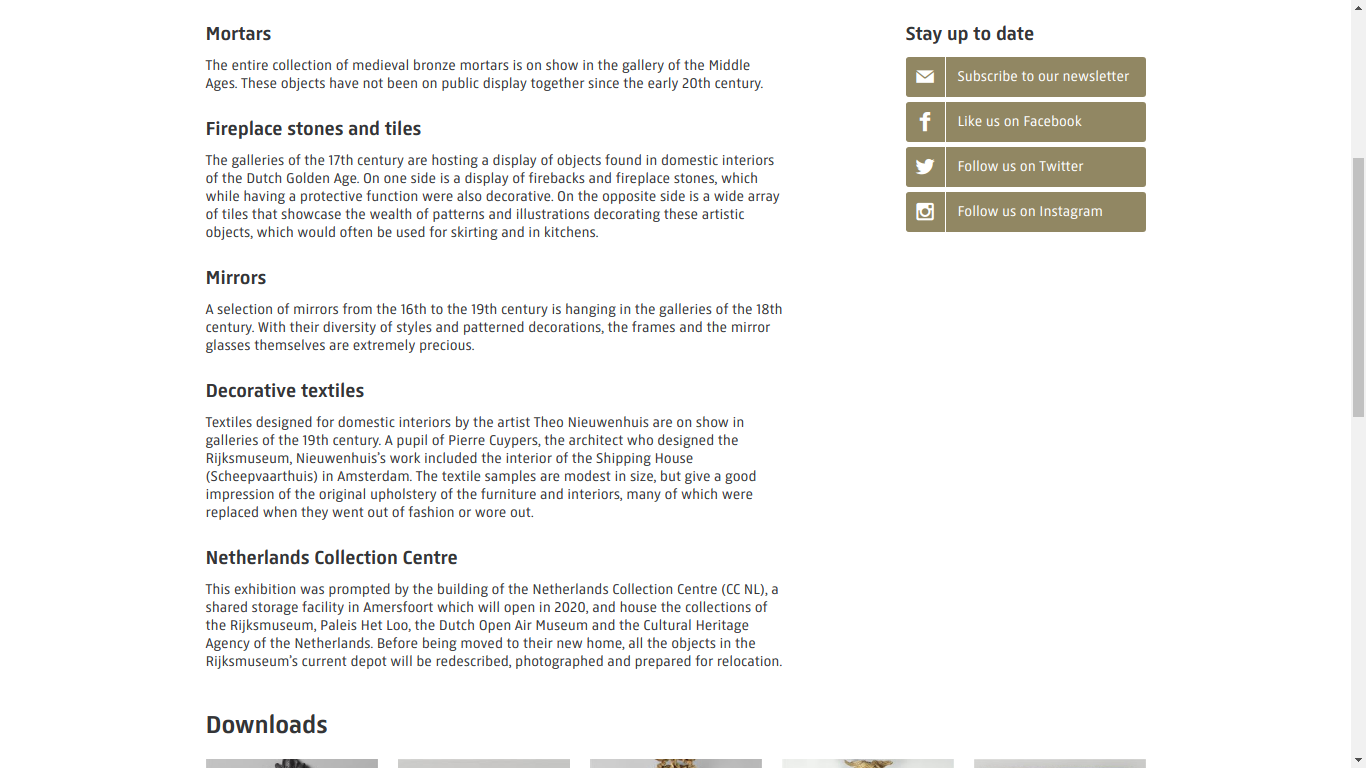 Mortars
The entire collection of medieval bronze mortars is on show in the gallery of the Middle
Ages. These objects have not been on public display together since the early 20th century.
Fireplace stones and tiles
The galleries of the 17th century are hosting a display of objects found in domestic interiors
of the Dutch Golden Age. On one side is a display of firebacks and fireplace stones, which
while having a protective function were also decorative. On the opposite side is a wide array
of tiles that showcase the wealth of patterns and illustrations decorating these artistic
objects, which would often be used for skirting and in kitchens.
Mirrors
A selection of mirrors from the 16th to the 19th century is hanging in the galleries of the 18th
century. With their diversity of styles and patterned decorations, the frames and the mirror
glasses themselves are extremely precious.
Decorative textiles
Textiles designed for domestic interiors by the artist Theo Nieuwenhuis are on show in
galleries of the 19th century. A pupil of Pierre Cuypers, the architect who designed the
Rijksmuseum, Nieuwenhuis's work included the interior of the Shipping House
(Scheepvaarthuis) in Amsterdam. The textile samples are modest in size, but give a good
impression of the original upholstery of the furniture and interiors, many of which were
replaced when they went out of fashion or wore out.
Netherlands Collection Centre
This exhibition was prompted by the building of the Netherlands Collection Centre (CC NL), a
shared storage facility in Amersfoort which will open in 2020, and house the collections of
the Rijksmuseum, Paleis Het Loo, the Dutch Open Air Museum and the Cultural Heritage
Agency of the Netherlands. Before being moved to their new home, all the objects in the
Rijksmuseum's current depot will be redescribed, photographed and prepared for relocation.
Downloads
Stay up to date
Subscribe to our newsletter
Like us on Facebook
Follow us on Twitter
Follow us on Instagram